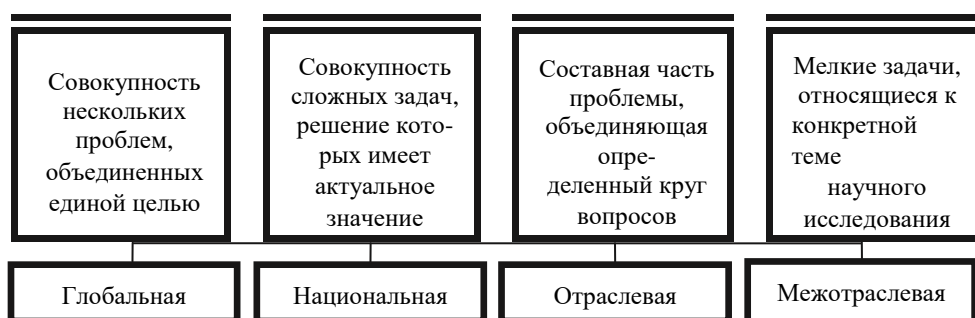 Совокупность
нескольких
проблем,
объединенных
единой целью
Совокупность
сложных задач,
решение кото-
рых имеет
актуальное
значение
Составная часть
проблемы,
объединяющая
опре-
деленный круг
вопросов
Мелкие задачи,
относящиеся к
конкретной
теме
научного
исследования
Глобальная
Национальная
Отраслевая
Межотраслевая